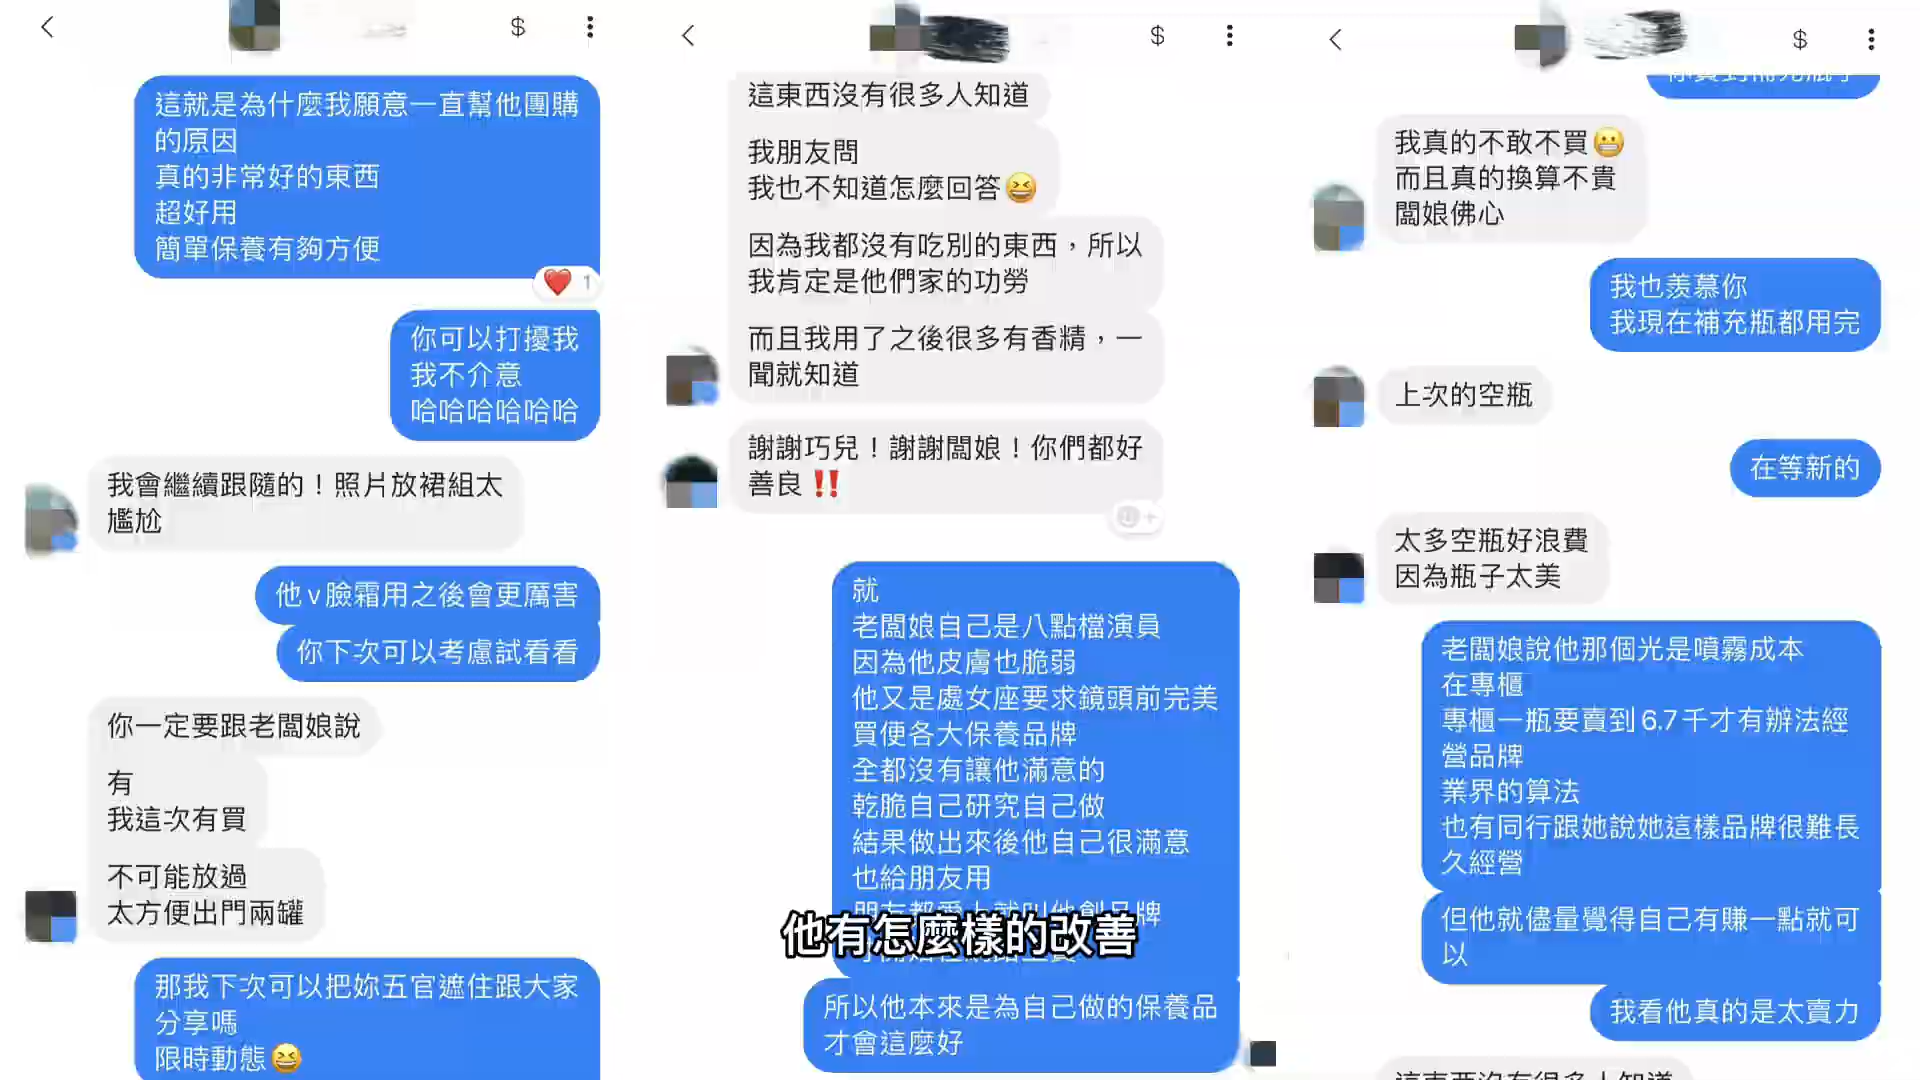 這就是為什麼我願意一直幫他團購
的原因
真的非常好的東西
超好用
簡單保養有夠方便
1
你可以打擾我
我不介意
哈哈哈哈哈哈
我會繼續跟隨的！照片放裙組太
尷尬
他v臉霜用之後會更厲害
你下次可以考慮試看看
你一定要跟老闆娘說
有
我這次有買
不可能放過
太方便出門兩罐
那我下次可以把妳五官遮住跟大家
分享嗎
限時動態😆
$
這東西沒有很多人知道
我朋友問
我也不知道怎麼回答😆
因為我都沒有吃別的東西，所以
我肯定是他們家的功勞
而且我用了之後很多有香精，一
聞就知道
謝謝巧兒！謝謝闆娘！你們都好
善良‼️
就
老闆娘自己是八點檔演員
因為他皮膚也脆弱
他又是處女座要求鏡頭前完美
買便各大保養品牌
全都沒有讓他滿意的
乾脆自己研究自己做
結果做出來後他自己很滿意
也給朋友用
他有怎麼樣的改善
所以他本來是為自己做的保養品
才會這麼好
$
我真的不敢不買😬
而且真的換算不貴
闆娘佛心
我也羨慕你
我現在補充瓶都用完
上次的空瓶
在等新的
太多空瓶好浪費
因為瓶子太美
老闆娘說他那個光是噴霧成本
在專櫃
專櫃一瓶要賣到6.7千才有辦法經
營品牌
業界的算法
也有同行跟她說她這樣品牌很難長
久經營
但他就儘量覺得自己有賺一點就可
以
我看他真的是太賣力
$